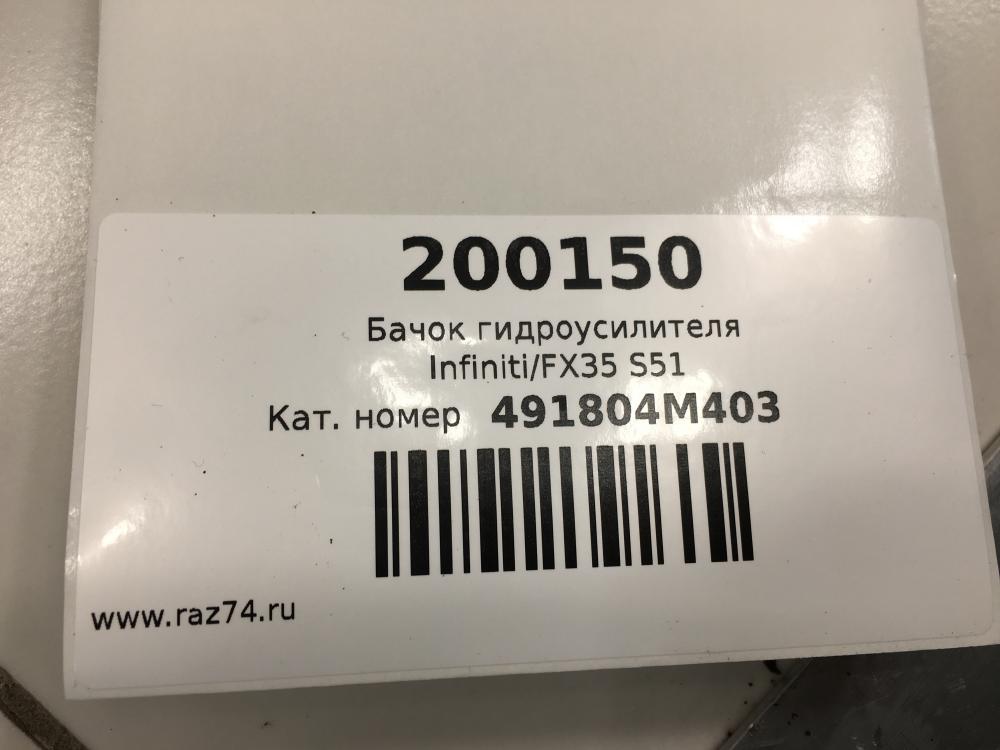 200150
Бачок гидроусилителя
Infiniti/FX35 S51
Кат. номер 491804M403
www.raz74.ru